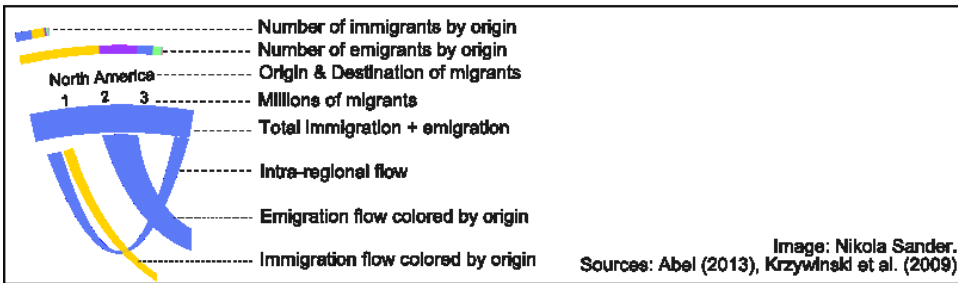 Number of immigrants by origin
Number of emigrants by origin
North America
Origin & Destination of migrants
1 2 3
Millions of migrants
Total immigration + emigration
Intra-regional flow
Emigration flow colored by origin
Immigration flow colored by origin
Image: Nikola Sander.
Sources: Abel (2013), Krzywinski et al. (2009)